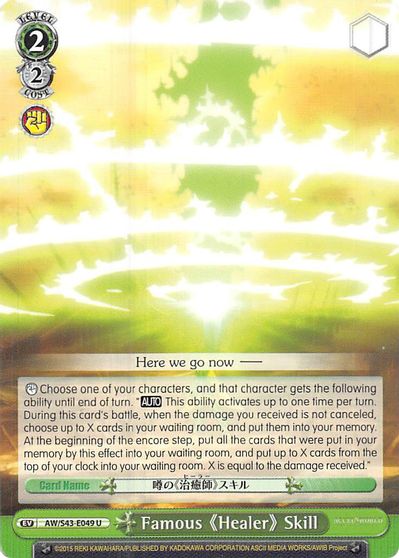 LEVEL
2
2
COST
Here we go now ——
Choose one of your characters, and that character gets the following
ability until end of turn. "【AUTO】 This ability activates up to one time per turn.
During this card's battle, when the damage you received is not canceled,
choose up to X cards in your waiting room, and put them into your memory.
At the beginning of the encore step, put all the cards that were put in your
memory by this effect into your waiting room, and put up to X cards from the
top of your clock into your waiting room. X is equal to the damage received."
Card Name
噂の《治癒師》スキル
ヒーラー
EV
AW/S43-E049 U
Famous 《Healer》 Skill
©2015 REKI KAWAHARA/PUBLISHED BY KADOKAWA CORPORATION ASCII MEDIA WORKS/AWIB Project